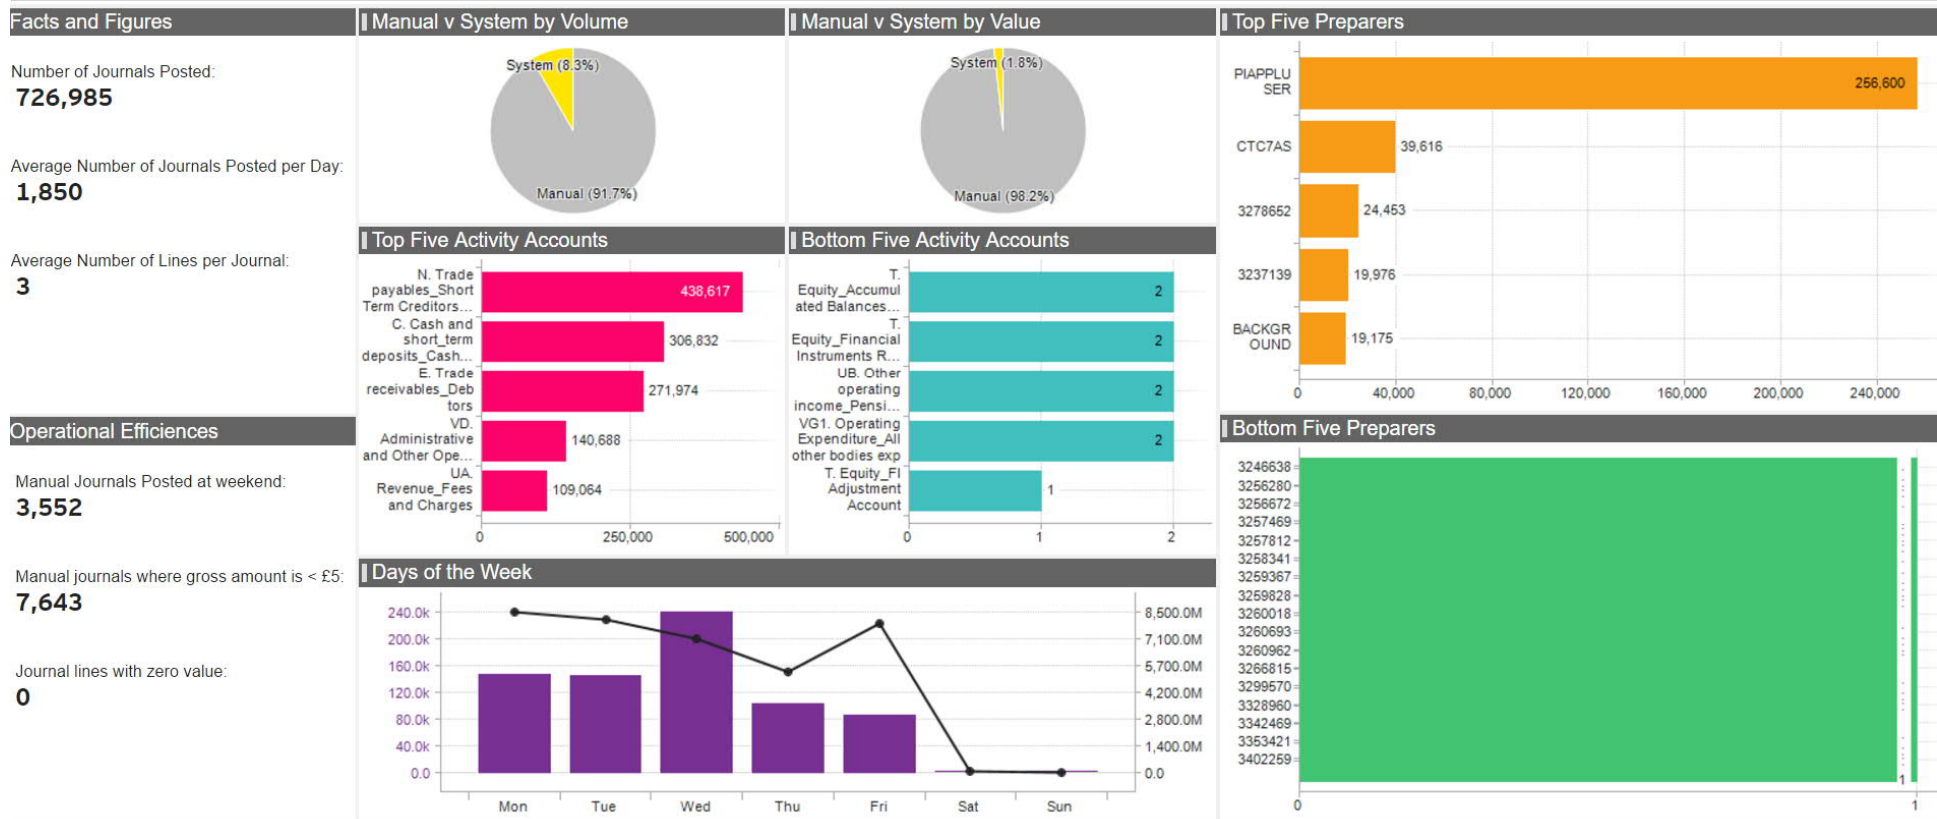 Facts and Figures
Number of Journals Posted:
726,985
Average Number of Journals Posted per Day:
1,850
Average Number of Lines per Journal:
3
Operational Efficiences
Manual Journals Posted at weekend:
3,552
Manual journals where gross amount is < £5:
7,643
Journal lines with zero value:
0
Manual v System by Volume
System (8.3%)
Manual (91.7%)
Manual v System by Value
System (1.8%)
Manual (98.2%)
Top Five Activity Accounts
N. Trade
payables_Short
Term Creditors...
438,617
C. Cash and
short_term
deposits_Cash...
306,832
E. Trade
receivables_Deb
tors
271,974
VD.
Administrative
and Other Ope...
140,688
UA.
Revenue_Fees
and Charges
109,064
0 250,000 500,000
Bottom Five Activity Accounts
T.
Equity_Accumul
ated Balances...
2
T.
Equity_Financial
Instruments R...
2
UB. Other
operating
income_Pensi...
2
VG1. Operating
Expenditure_All
other bodies exp
2
T. Equity_FI
Adjustment
Account
1
0 1 2
Days of the Week
240.0k 8,500.0M
200.0k 7,100.0M
160.0k 5,700.0M
120.0k 4,200.0M
80.0k 2,800.0M
40.0k 1,400.0M
0.0 0.0
Mon Tue Wed Thu Fri Sat Sun
Top Five Preparers
PIAPPLU
SER
256,600
CTC7AS
39,616
3278652
24,453
3237139
19,976
BACKGR
OUND
19,175
0 40,000 80,000 120,000 160,000 200,000 240,000
Bottom Five Preparers
3246638
3256280
3256672
3257469
3257812
3258341
3259367
3259828
3260018
3260693
3260962
3266815
3299570
3328960
3342469
3353421
3402259
1
0 1